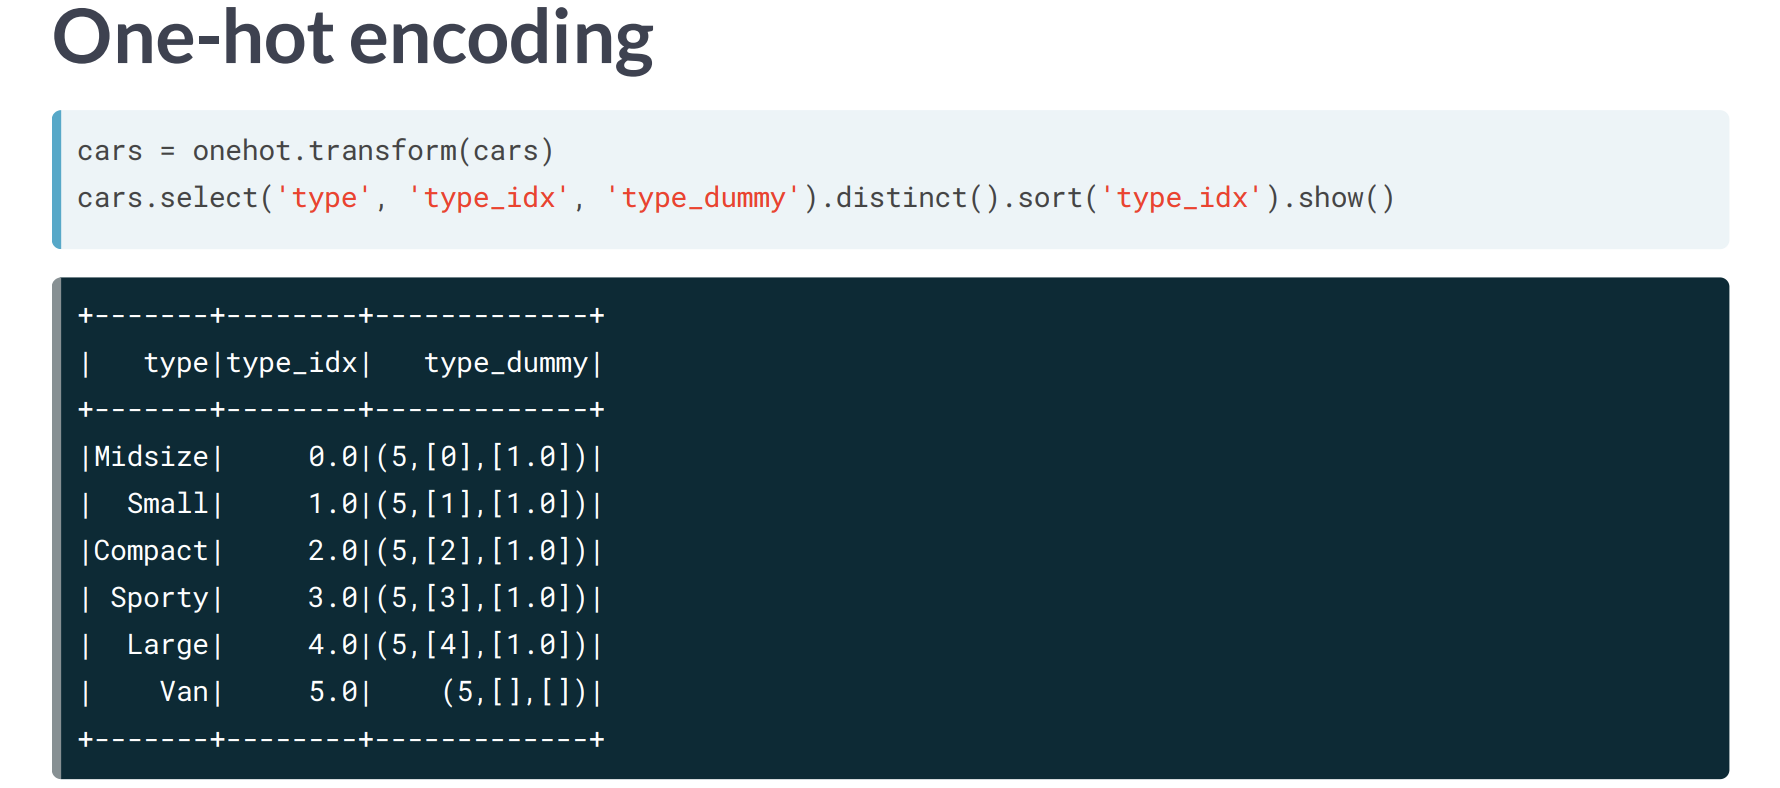 One-hot encoding
cars = onehot.transform(cars)
cars.select('type', 'type_idx', 'type_dummy').distinct().sort('type_idx').show()
+-------+--------+-------------+
|   type|type_idx|   type_dummy|
+-------+--------+-------------+
|Midsize|     0.0|(5,[0],[1.0])|
|  Small|     1.0|(5,[1],[1.0])|
|Compact|     2.0|(5,[2],[1.0])|
| Sporty|     3.0|(5,[3],[1.0])|
|  Large|     4.0|(5,[4],[1.0])|
|    Van|     5.0|    (5,[],[])|
+-------+--------+-------------+